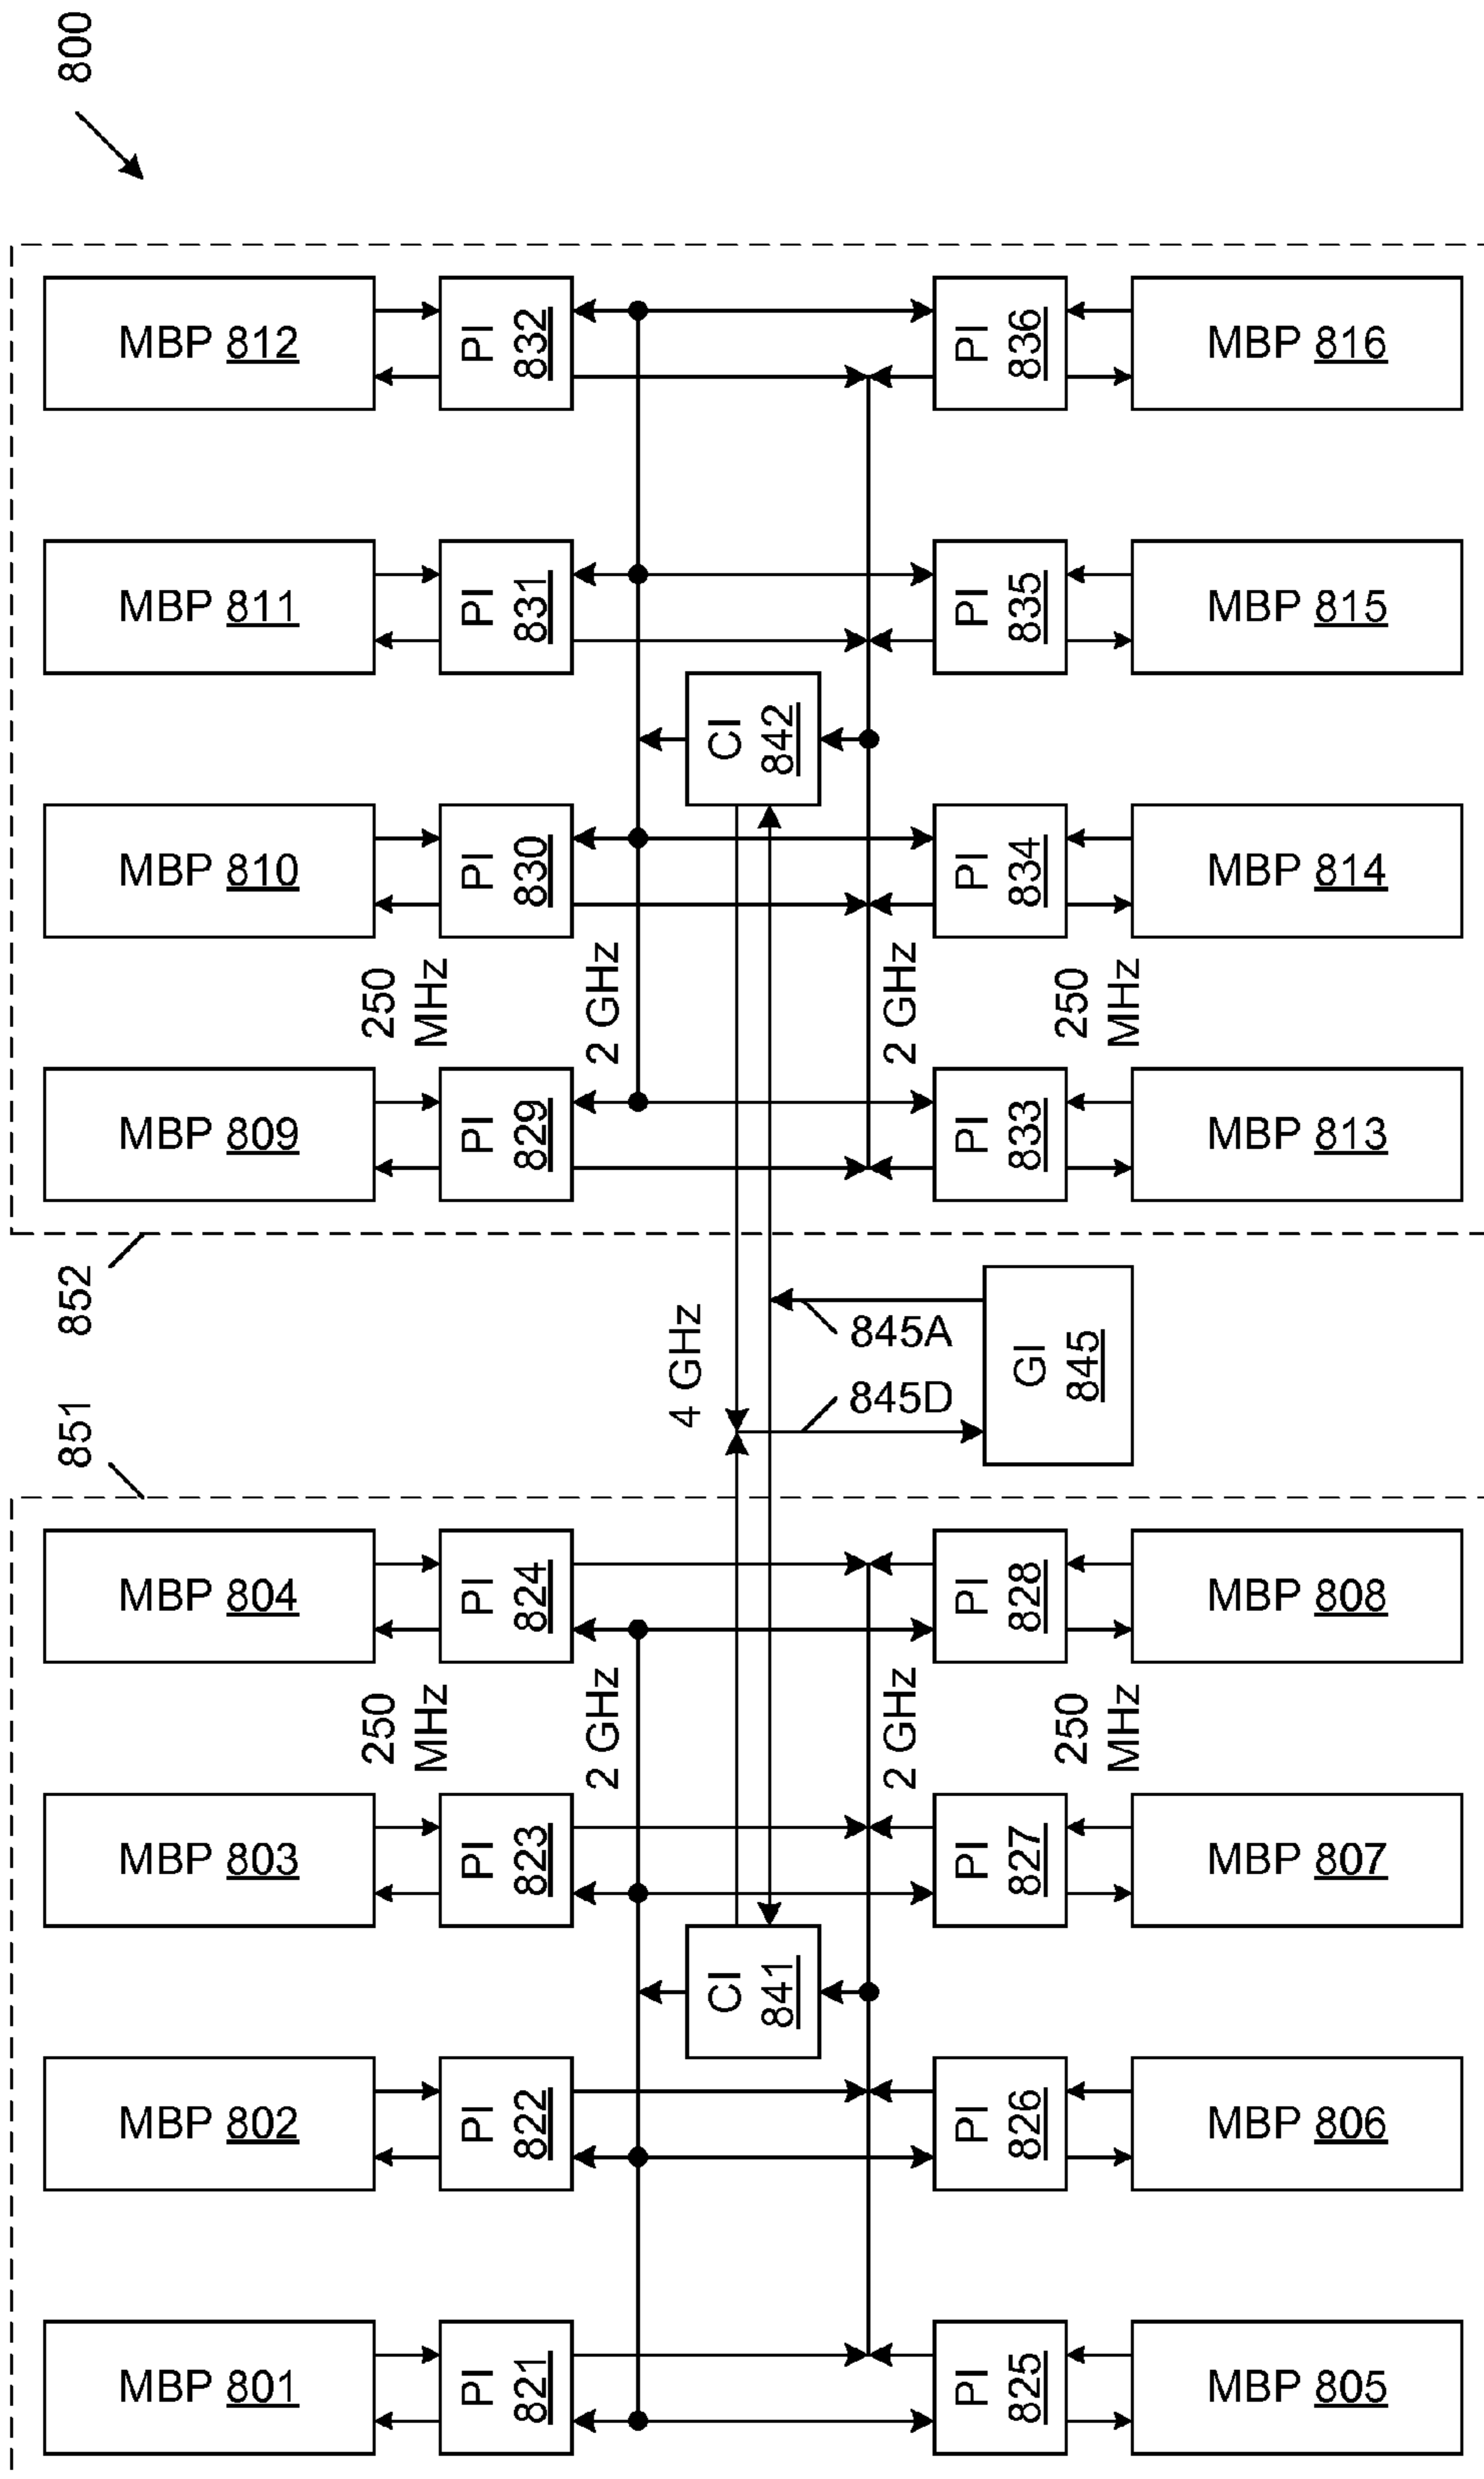 800
MBP 812
PI
832
PI
836
MBP 816
MBP 811
PI
831
PI
835
MBP 815
CI
842
MBP 810
PI
830
PI
834
MBP 814
250
MHz
2 GHz
2 GHz
250
MHz
MBP 809
PI
829
PI
833
MBP 813
852
4 GHz
845A
GI
845
845D
851
MBP 804
PI
824
PI
828
MBP 808
250
MHz
2 GHz
2 GHz
250
MHz
MBP 803
PI
823
PI
827
MBP 807
CI
841
MBP 802
PI
822
PI
826
MBP 806
MBP 801
PI
821
PI
825
MBP 805